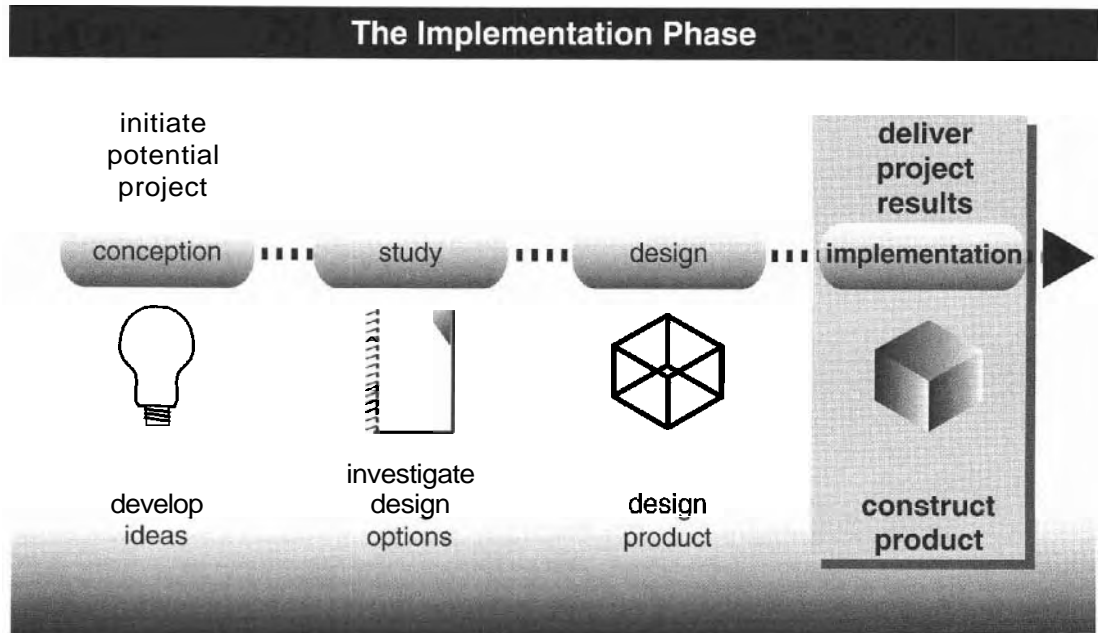 The Implementation Phase
initiate
potential
project
deliver
project
results
conception
study
design
implementation
develop
ideas
investigate
design
options
design
product
construct
product